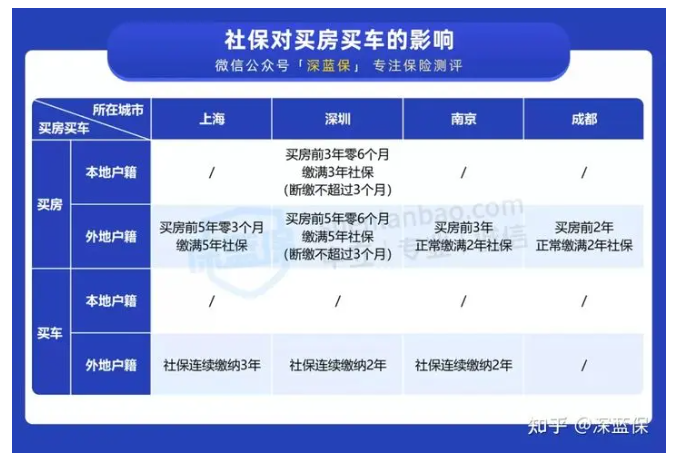 社保对买房买车的影响
微信公众号「深蓝保」 专注保险测评
所在城市
买房买车
上海
深圳
南京
成都
买房
本地户籍
/
买房前3年零6个月
缴满3年社保
（断缴不超过3个月）
/
/
外地户籍
买房前5年零3个月
缴满5年社保
买房前5年零6个月
缴满5年社保
（断缴不超过3个月）
买房前3年
正常缴满2年社保
买房前2年
正常缴满2年社保
买车
本地户籍
/
/
/
/
外地户籍
社保连续缴纳3年
社保连续缴纳2年
社保连续缴纳2年
/
知乎 @深蓝保